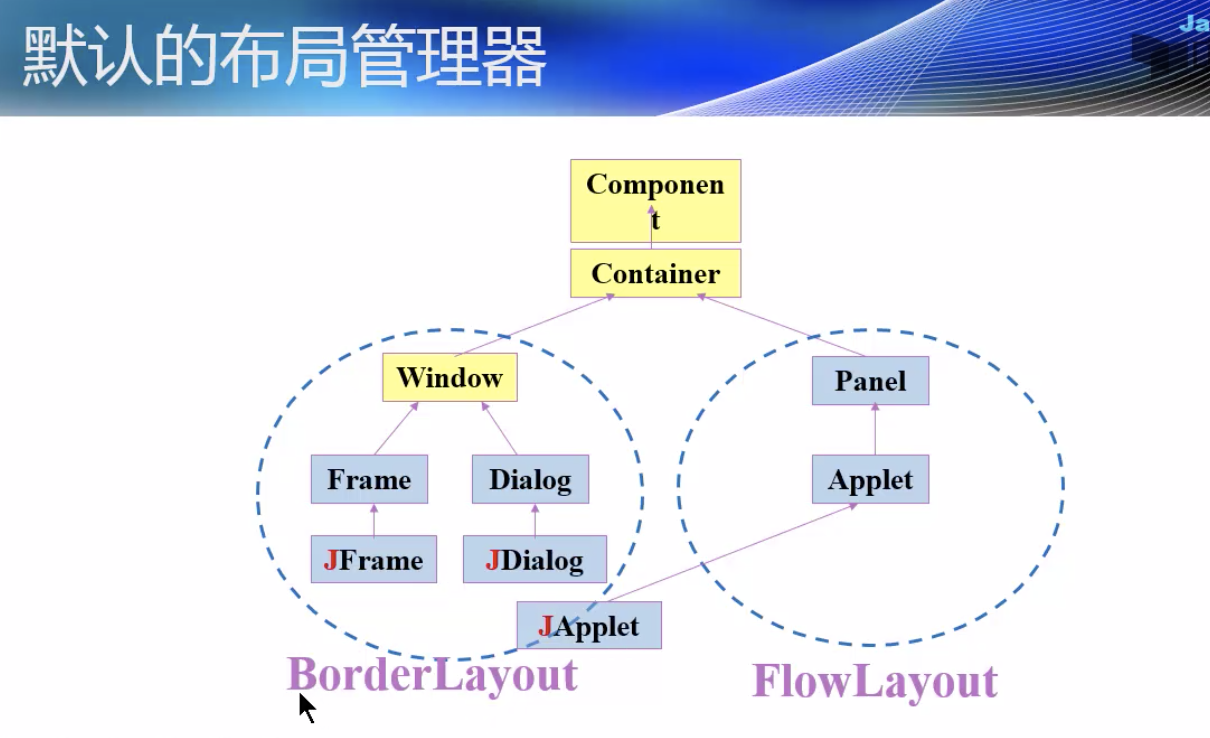 默认的布局管理器
Ja
Componen
t
Container
Window
Panel
Frame
Dialog
Applet
JFrame
JDialog
JApplet
BorderLayout
FlowLayout